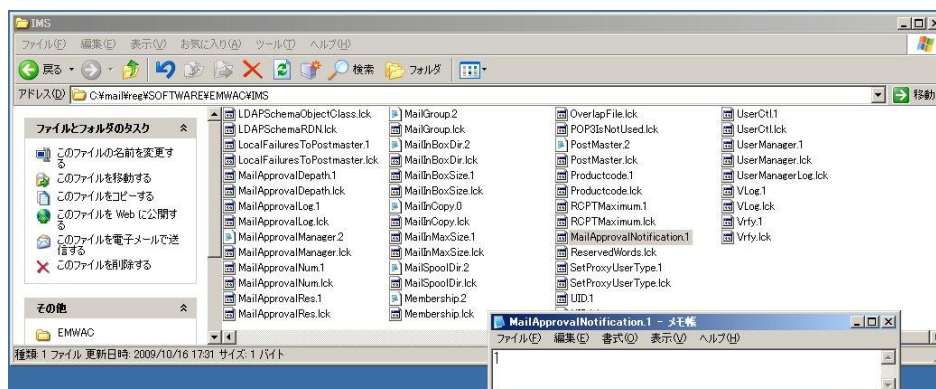 IMS
ファイル(F) 編集(E) 表示(V) お気に入り(A) ツール(T) ヘルプ(H)
戻る 検索 フォルダ
アドレス(D) C:¥mail¥reg¥SOFTWARE¥EMWAC¥IMS 移動
ファイルとフォルダのタスク
このファイルの名前を変更する
このファイルを移動する
このファイルをコピーする
このファイルを Web に公開する
このファイルを電子メールで送信する
このファイルを削除する
その他
EMWAC
LDAPSchemaObjectClass.lck
LDAPSchemaRDN.lck
LocalFailuresToPostmaster.1
LocalFailuresToPostmaster.lck
MailApprovalDepath.1
MailApprovalDepath.lck
MailApprovalLog.1
MailApprovalLog.lck
MailApprovalManager.2
MailApprovalManager.lck
MailApprovalNum.1
MailApprovalNum.lck
MailApprovalRes.1
MailApprovalRes.lck
MailGroup.2
MailGroup.lck
MailInBoxDir.2
MailInBoxDir.lck
MailInBoxSize.1
MailInBoxSize.lck
MailInCopy.0
MailInCopy.lck
MailInMaxSize.1
MailInMaxSize.lck
MailSpoolDir.2
MailSpoolDir.lck
Membership.2
Membership.lck
OverlapFile.lck
POP3IsNotUsed.lck
PostMaster.2
PostMaster.lck
Productcode.1
Productcode.lck
RCPTMaximum.1
RCPTMaximum.lck
MailApprovalNotification.1
ReservedWords.lck
SetProxyUserType.1
SetProxyUserType.lck
UID.1
UserCtl.1
UserCtl.lck
UserManager.1
UserManager.lck
UserManagerLog.lck
VLog.1
VLog.lck
Vrfy.1
Vrfy.lck
種類: 1 ファイル 更新日時: 2009/10/16 17:31 サイズ: 1 バイト
MailApprovalNotification.1 - メモ帳
ファイル(F) 編集(E) 書式(O) 表示(V) ヘルプ(H)
1